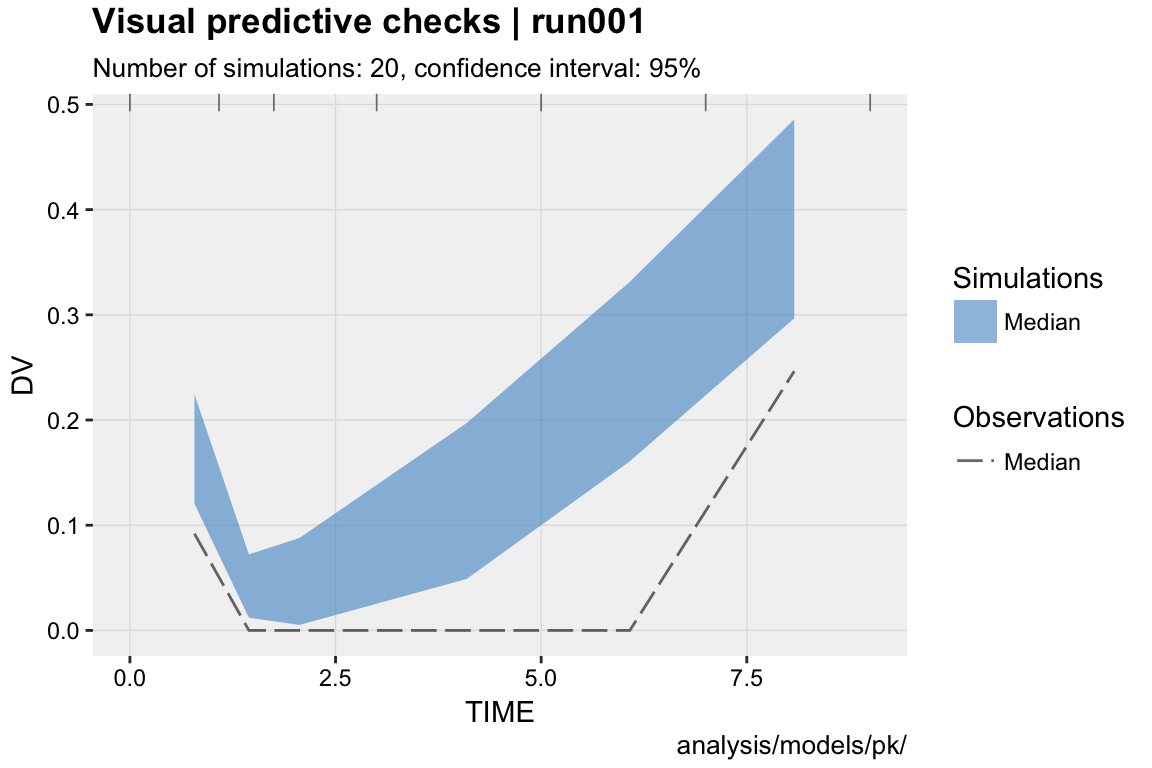 Visual predictive checks | run001
Number of simulations: 20, confidence interval: 95%
0.5
0.4
0.3
0.2
0.1
0.0
DV
0.0 2.5 5.0 7.5
TIME
analysis/models/pk/
Simulations
Median
Observations
Median